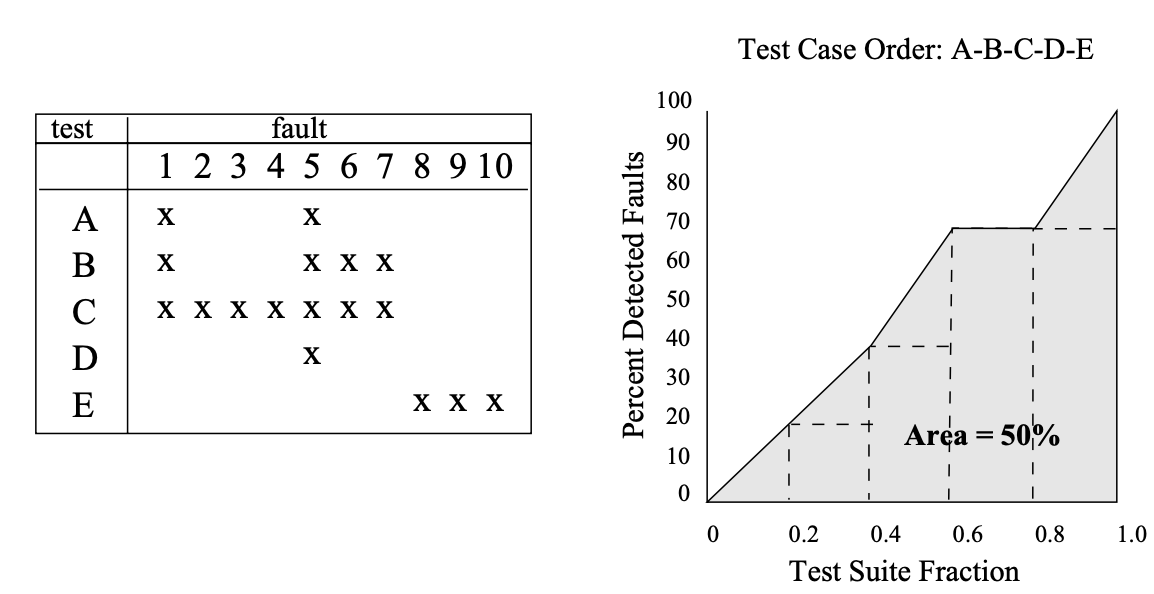 test fault
1 2 3 4 5 6 7 8 9 10
A x x
B x x x x
C x x x x x x x
D x
E x x x
Test Case Order: A-B-C-D-E
Percent Detected Faults
100
90
80
70
60
50
40
30
20
10
0
Area = 50%
0 0.2 0.4 0.6 0.8 1.0
Test Suite Fraction